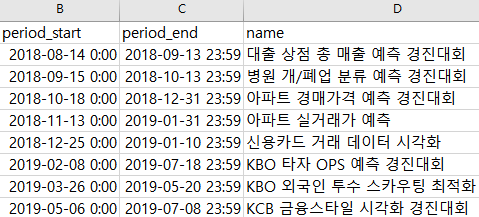 B C D
period_start period_end name
2018-08-14 0:00 2018-09-13 23:59 대출 상점 총 매출 예측 경진대회
2018-09-15 0:00 2018-10-13 23:59 병원 개/폐업 분류 예측 경진대회
2018-10-18 0:00 2018-12-31 23:59 아파트 경매가격 예측 경진대회
2018-11-13 0:00 2019-01-31 23:59 아파트 실거래가 예측
2018-12-25 0:00 2019-01-10 23:59 신용카드 거래 데이터 시각화
2019-02-08 0:00 2019-07-18 23:59 KBO 타자 OPS 예측 경진대회
2019-03-26 0:00 2019-05-20 23:59 KBO 외국인 투수 스카우팅 최적화
2019-05-06 0:00 2019-07-08 23:59 KCB 금융스타일 시각화 경진대회